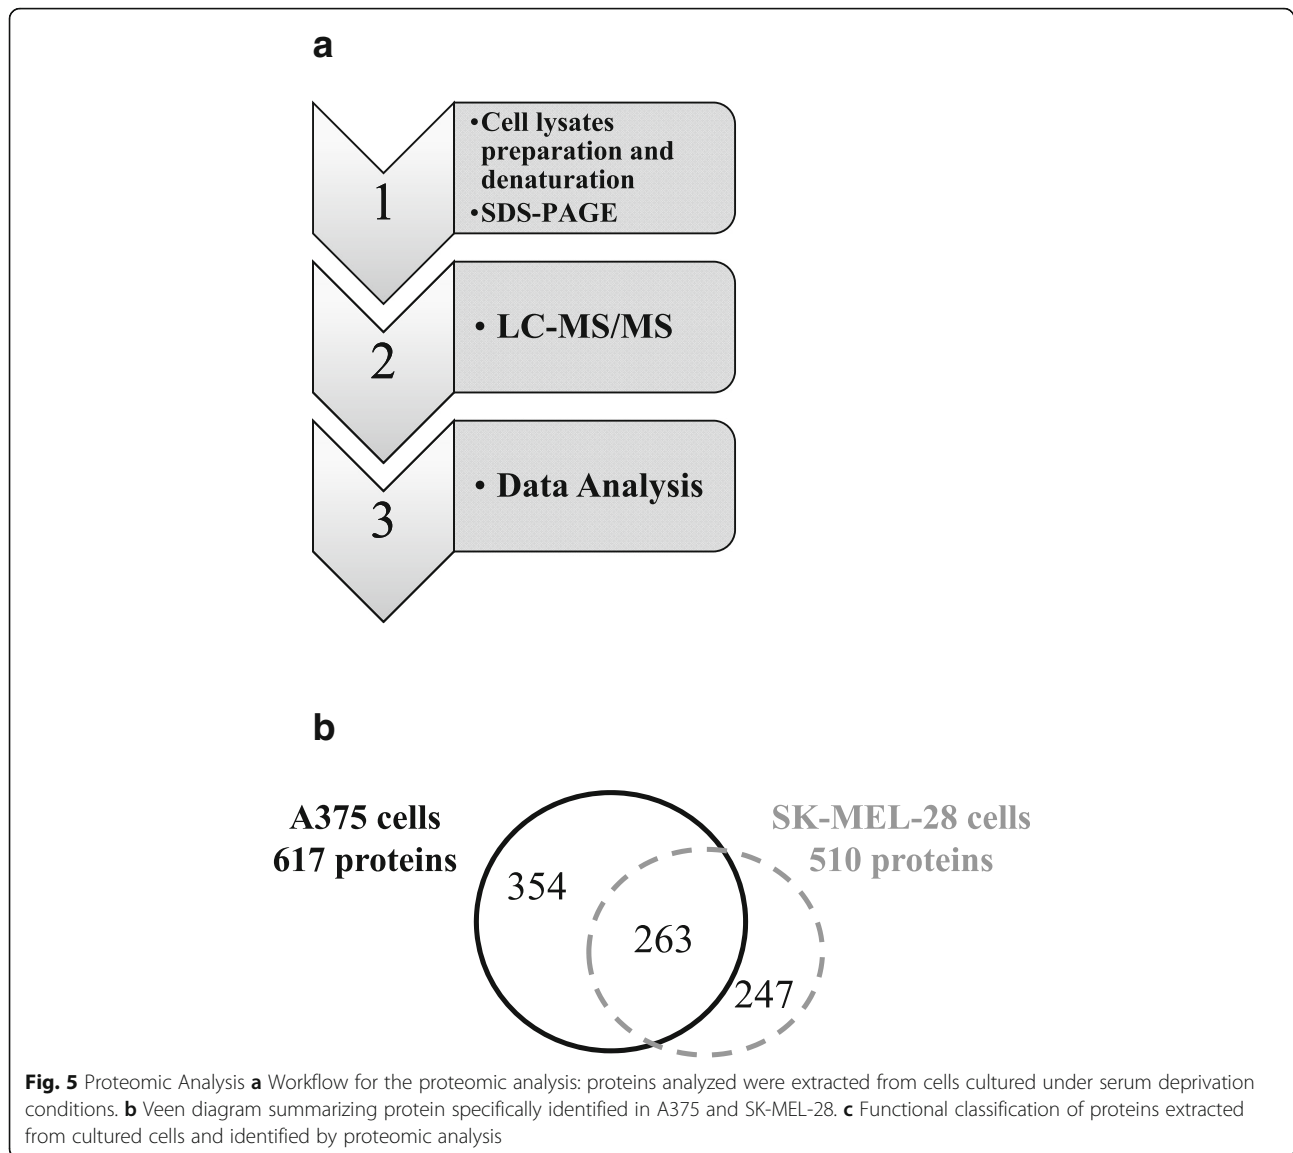 a
1
•Cell lysates
preparation and
denaturation
•SDS-PAGE
2
• LC-MS/MS
3
• Data Analysis
b
A375 cells
617 proteins
SK-MEL-28 cells
510 proteins
354
263
247
Fig. 5 Proteomic Analysis a Workflow for the proteomic analysis: proteins analyzed were extracted from cells cultured under serum deprivation
conditions. b Veen diagram summarizing protein specifically identified in A375 and SK-MEL-28. c Functional classification of proteins extracted
from cultured cells and identified by proteomic analysis